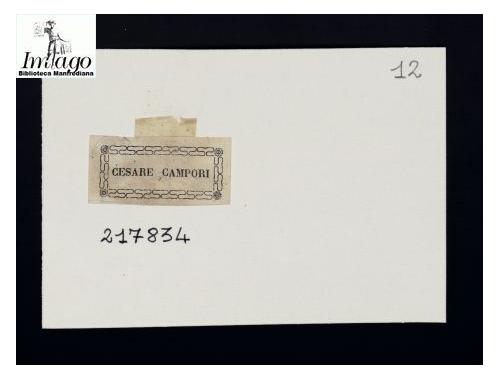 Imago
Biblioteca Manfrediana
12
CESARE CAMPORI
217834